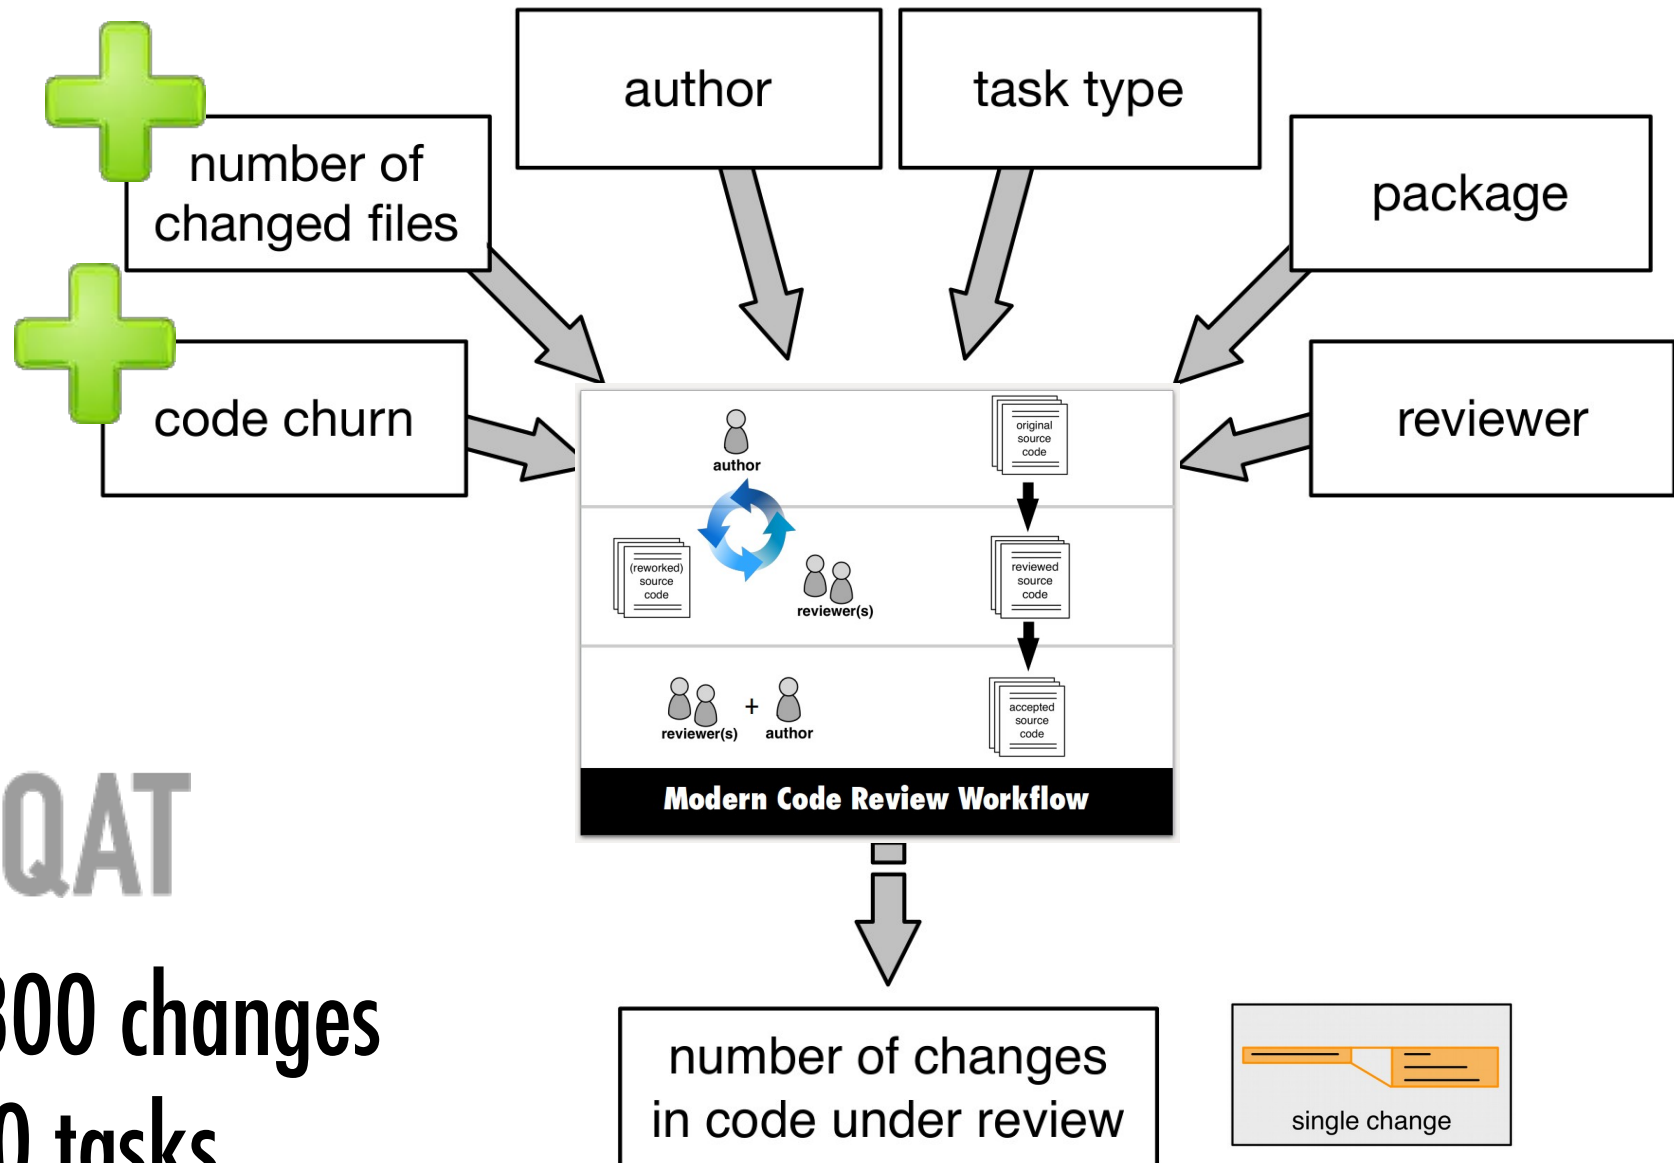 author
task type
number of
changed files
package
code churn
reviewer
author
original
source
code
(reworked)
source
code
reviewer(s)
reviewed
source
code
reviewer(s)
+
author
accepted
source
code
Modern Code Review Workflow
QAT
300 changes
0 tasks
number of changes
in code under review
single change